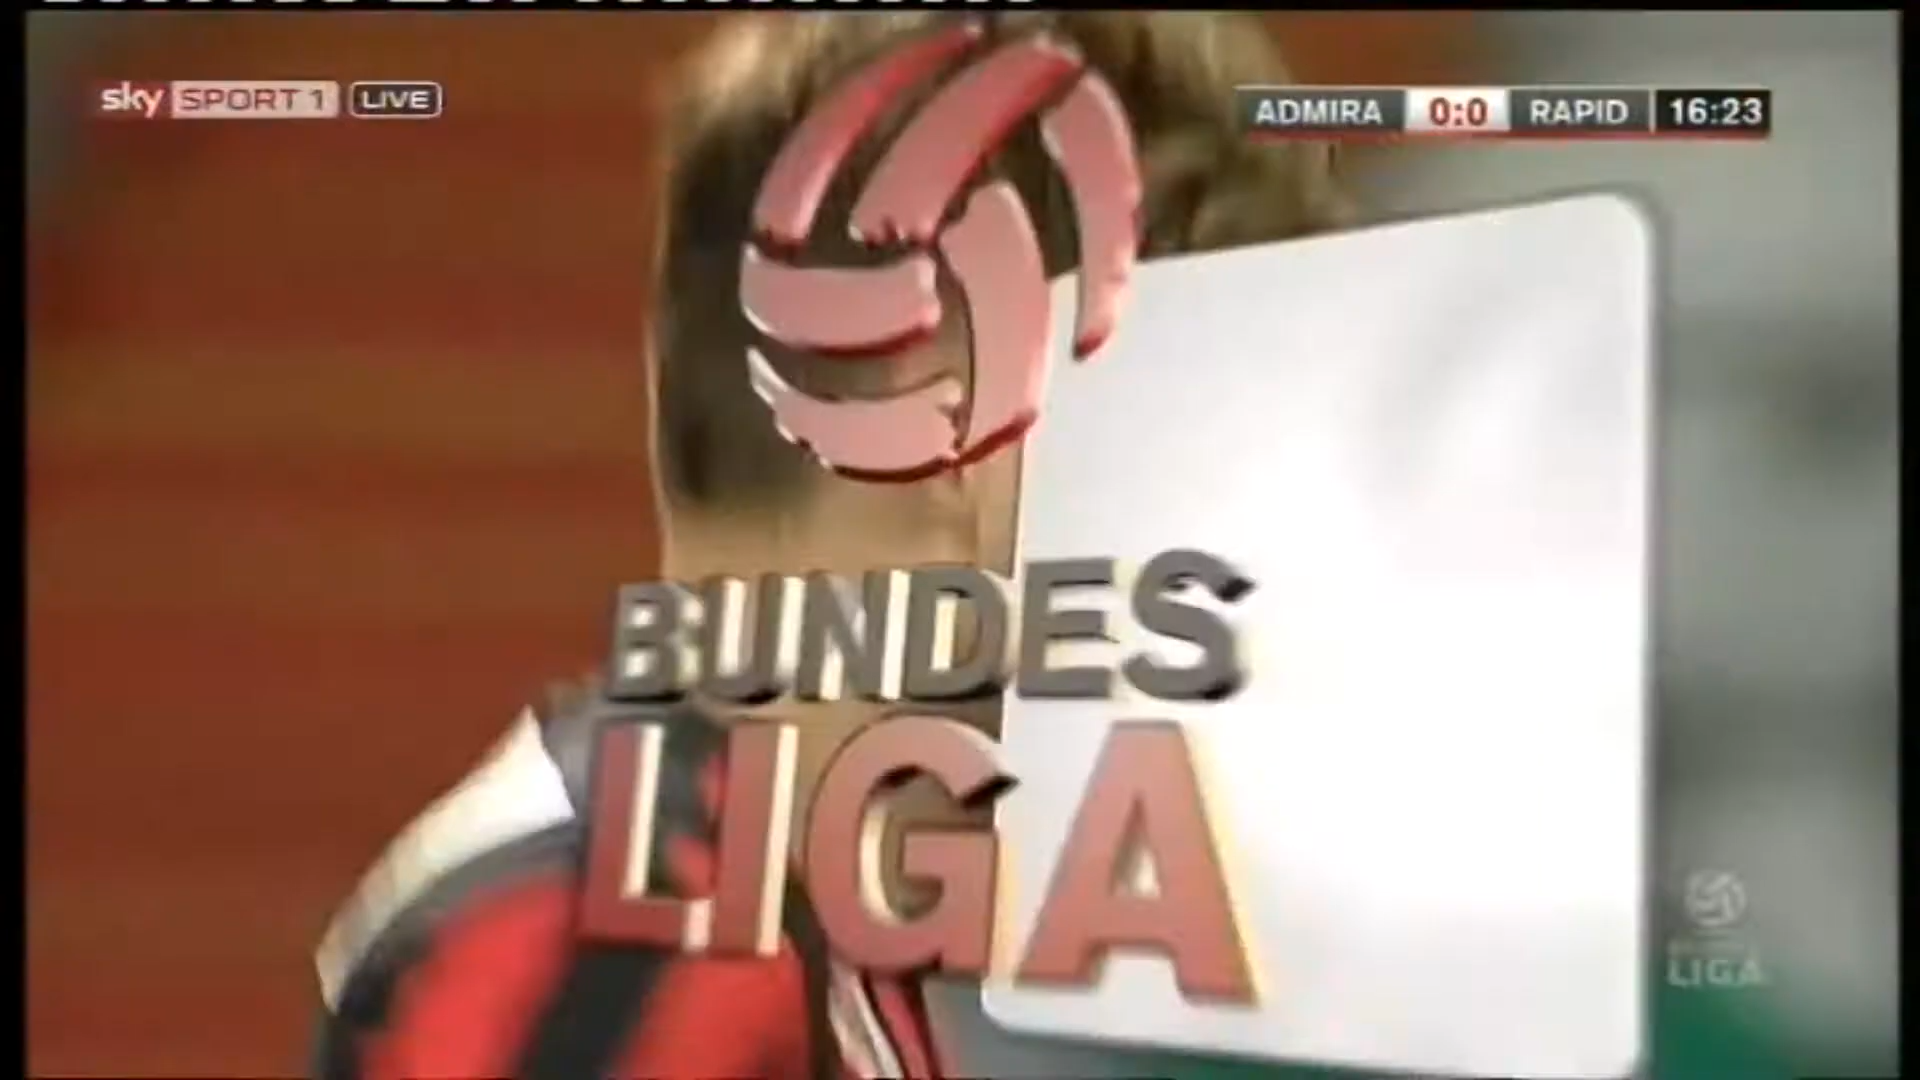 sky SPORT 1 LIVE
ADMIRA 0:0 RAPID 16:23
BUNDES
LIGA
LIGA